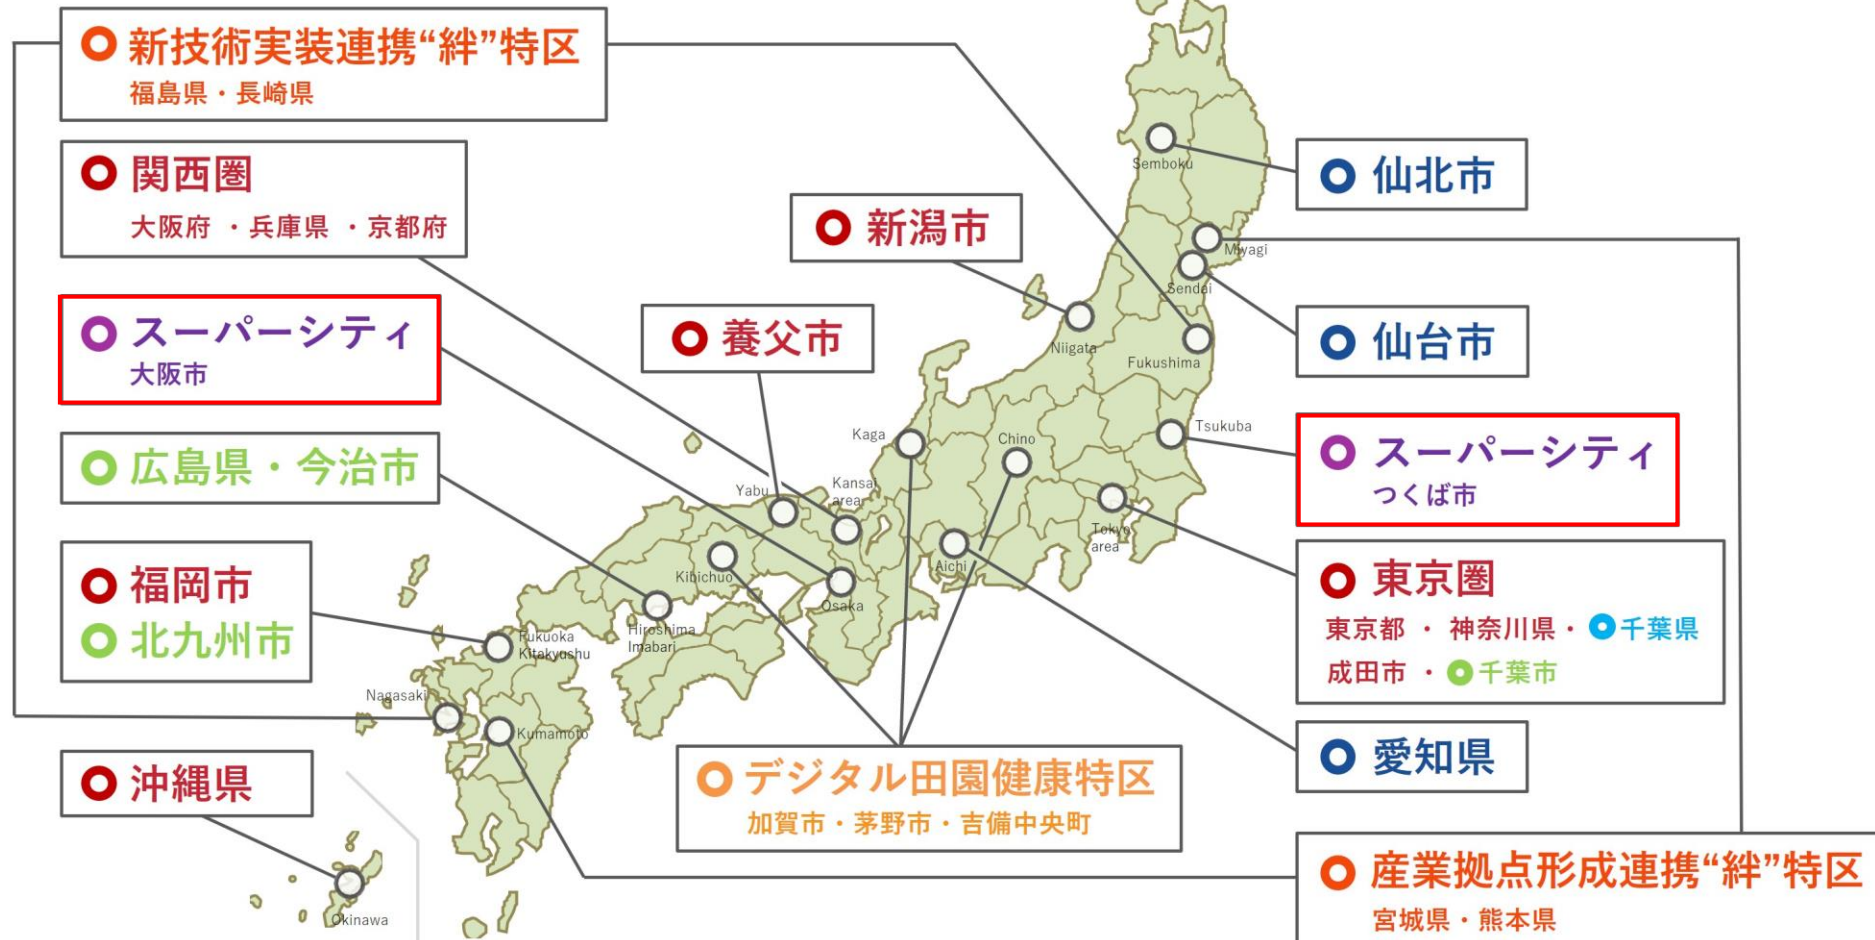 新技術実装連携“絆”特区
福島県・長崎県
関西圏
大阪府 ・兵庫県 ・京都府
スーパーシティ
大阪市
広島県・今治市
福岡市
北九州市
沖縄県
新潟市
養父市
デジタル田園健康特区
加賀市・茅野市・吉備中央町
仙北市
仙台市
スーパーシティ
つくば市
東京圏
東京都 ・ 神奈川県・ 千葉県
成田市 ・ 千葉市
愛知県
産業拠点形成連携“絆”特区
宮城県・熊本県
Semboku
Miyagi
Sendai
Niigata
Fukushima
Tsukuba
Kaga
Chino
Yabu
Kansai
area
Tokyo
area
Aichi
Kibichuo
Osaka
Hiroshima
Imabari
Fukuoka
Kitakyushu
Nagasaki
Kumamoto
Okinawa